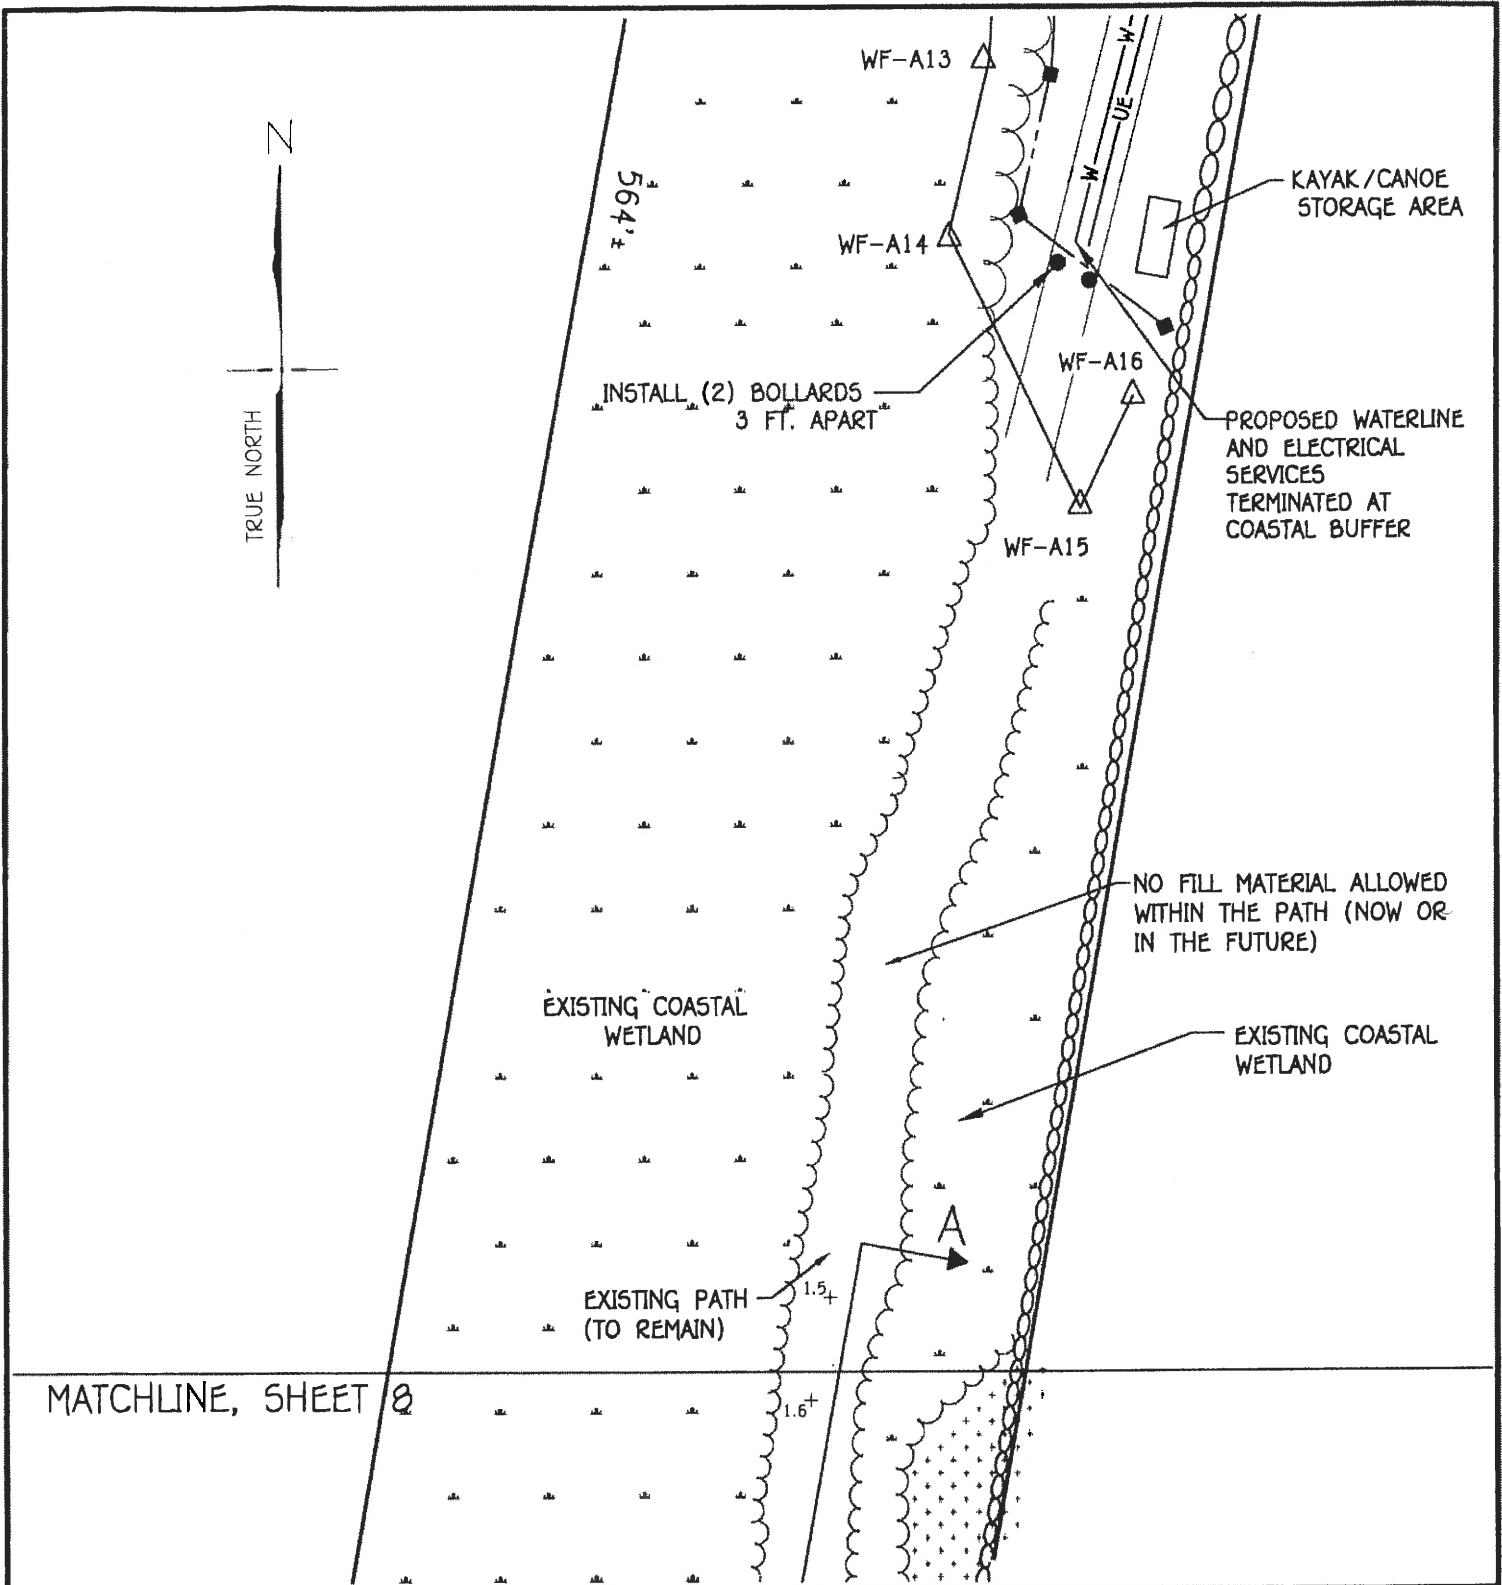 WF-A13
W
UE
W
N
564'±
KAYAK/CANOE
STORAGE AREA
WF-A14
WF-A16
INSTALL (2) BOLLARDS
3 FT. APART
TRUE NORTH
PROPOSED WATERLINE
AND ELECTRICAL
SERVICES
TERMINATED AT
COASTAL BUFFER
WF-A15
NO FILL MATERIAL ALLOWED
WITHIN THE PATH (NOW OR
IN THE FUTURE)
EXISTING COASTAL
WETLAND
EXISTING COASTAL
WETLAND
A
EXISTING PATH
(TO REMAIN)
1.5
MATCHLINE, SHEET 8
1.6